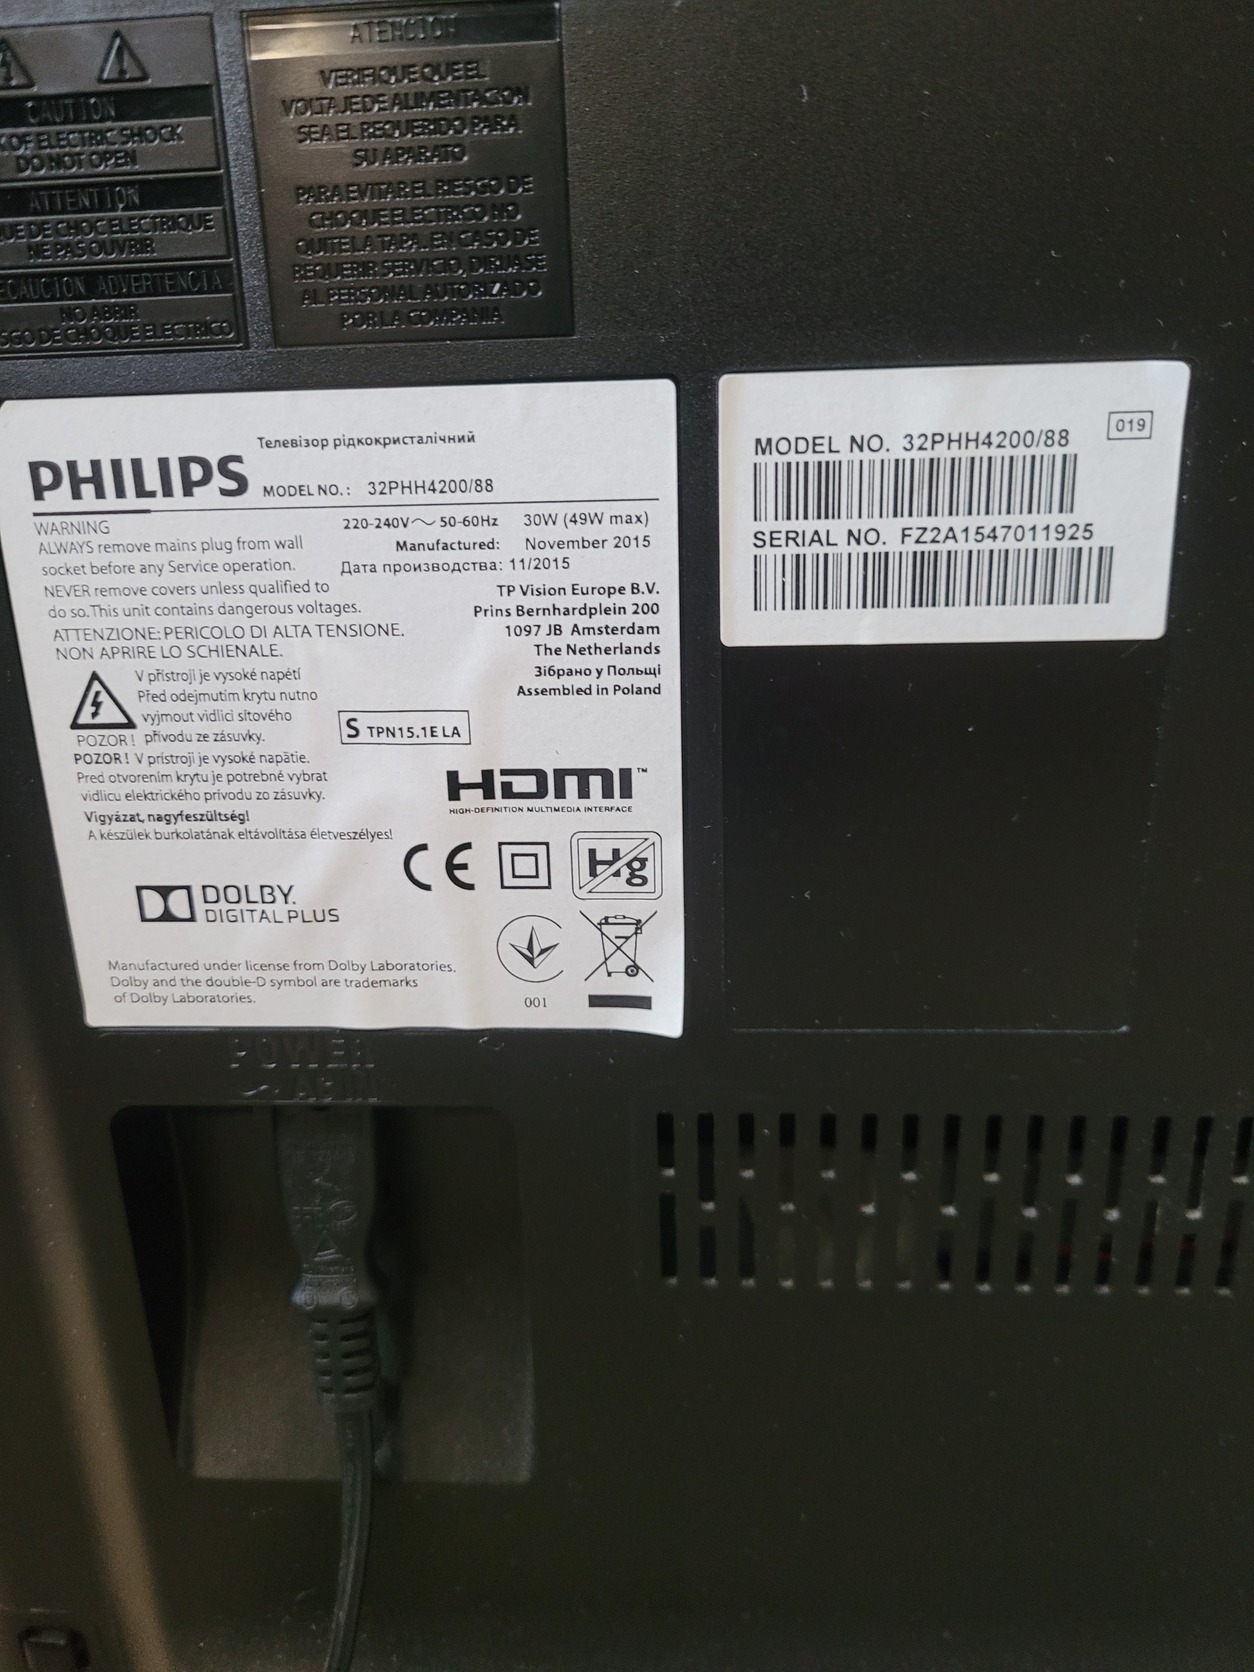 CAUTION
OF ELECTRIC SHOCK
DO NOT OPEN
ATTENTION
DE CHOC ELECTRIQUE
NE PAS OUVRIR
ADVERTENCIA
NO ABRIR
DE CHOQUE ELECTRICO
ATENCION
VERIFIQUE QUE EL
VOLTAJE DE ALIMENTACION
SEA EL REQUERIDO PARA
SU APARATO
PARA EVITAR EL RIESGO DE
CHOQUE ELECTRICO NO
QUITE LA TAPA. EN CASO DE
REQUERIR SERVICIO, DIRIJASE
AL PERSONAL AUTORIZADO
POR LA COMPANIA
Телевізор рідкокристалічний
PHILIPS MODEL NO.: 32PHH4200/88
WARNING
ALWAYS remove mains plug from wall
socket before any Service operation.
NEVER remove covers unless qualified to
do so. This unit contains dangerous voltages.
ATTENZIONE: PERICOLO DI ALTA TENSIONE.
NON APRIRE LO SCHIENALE.
V přístroji je vysoké napětí
Před odejmutím krytu nutno
vyjmout vidlici síťového
POZOR! přívodu ze zásuvky.
POZOR! V prístroji je vysoké napätie.
Pred otvorením krytu je potrebné vybrat
vidlicu elektrického prívodu zo zásuvky.
Vigyázat, nagyfeszültség!
A készülek burkolatának eltávolítása életveszélyes!
220-240V~ 50-60Hz 30W (49W max)
Manufactured: November 2015
Дата производства: 11/2015
TP Vision Europe B.V.
Prins Bernhardplein 200
1097 JB Amsterdam
The Netherlands
Зібрано у Польщі
Assembled in Poland
S TPN15.1E LA
HDMI™
HIGH-DEFINITION MULTIMEDIA INTERFACE
CE
Hg
DOLBY.
DIGITAL PLUS
001
Manufactured under license from Dolby Laboratories.
Dolby and the double-D symbol are trademarks
of Dolby Laboratories.
019
MODEL NO. 32PHH4200/88
SERIAL NO. FZ2A1547011925
POWER
~ AC IN